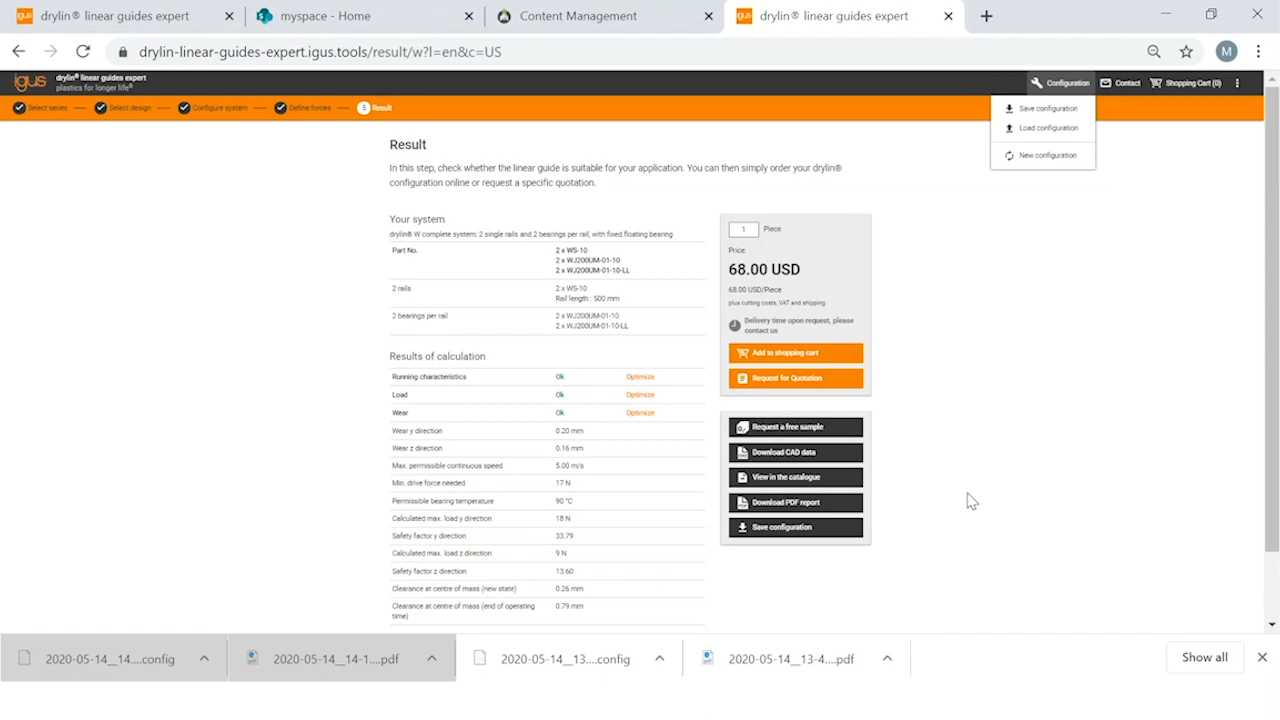 drylin® linear guides expert
myspace - Home
Content Management
drylin® linear guides expert
drylin-linear-guides-expert.igus.tools/result/w?l=en&c=US
M
igus
drylin® linear guides expert
plastics for longer life®
Configuration
Contact
Shopping Cart (0)
Select series
Select design
Configure system
Define forces
5 Result
Save configuration
Load configuration
New configuration
Result
In this step, check whether the linear guide is suitable for your application. You can then simply order your drylin®
configuration online or request a specific quotation.
Your system
drylin® W complete system: 2 single rails and 2 bearings per rail, with fixed floating bearing
Part No.
2 x WS-10
2 x WJ200UM-01-10
2 x WJ200UM-01-10-LL
2 rails
2 x WS-10
Rail length : 500 mm
2 bearings per rail
2 x WJ200UM-01-10
2 x WJ200UM-01-10-LL
Results of calculation
Running characteristics Ok Optimize
Load Ok Optimize
Wear Ok Optimize
Wear y direction 0.20 mm
Wear z direction 0.16 mm
Max. permissible continuous speed 5.00 m/s
Min. drive force needed 17 N
Permissible bearing temperature 90 °C
Calculated max. load y direction 18 N
Safety factor y direction 33.79
Calculated max. load z direction 9 N
Safety factor z direction 13.60
Clearance at centre of mass (new state) 0.26 mm
Clearance at centre of mass (end of operating
time) 0.79 mm
1 Piece
Price:
68.00 USD
68.00 USD/Piece
plus cutting costs, VAT and shipping
Delivery time upon request, please
contact us
Add to shopping cart
Request for Quotation
Request a free sample
Download CAD data
View in the catalogue
Download PDF report
Save configuration
2020-05-14__14....config
2020-05-14__14-1....pdf
2020-05-14__13....config
2020-05-14__13-4....pdf
Show all